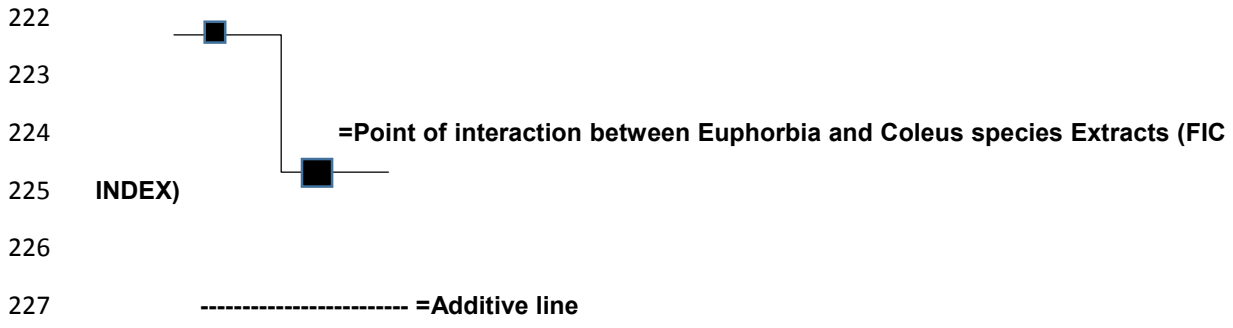 222
223
224 =Point of interaction between Euphorbia and Coleus species Extracts (FIC
225 INDEX)
226
227 ------------------------- =Additive line